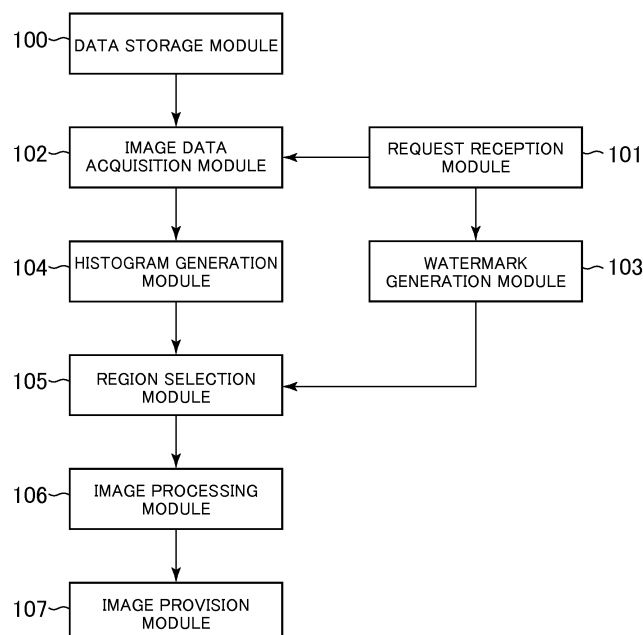 100
DATA STORAGE MODULE
102
IMAGE DATA
ACQUISITION MODULE
REQUEST RECEPTION
MODULE
101
104
HISTOGRAM GENERATION
MODULE
WATERMARK
GENERATION MODULE
103
105
REGION SELECTION
MODULE
106
IMAGE PROCESSING
MODULE
107
IMAGE PROVISION
MODULE